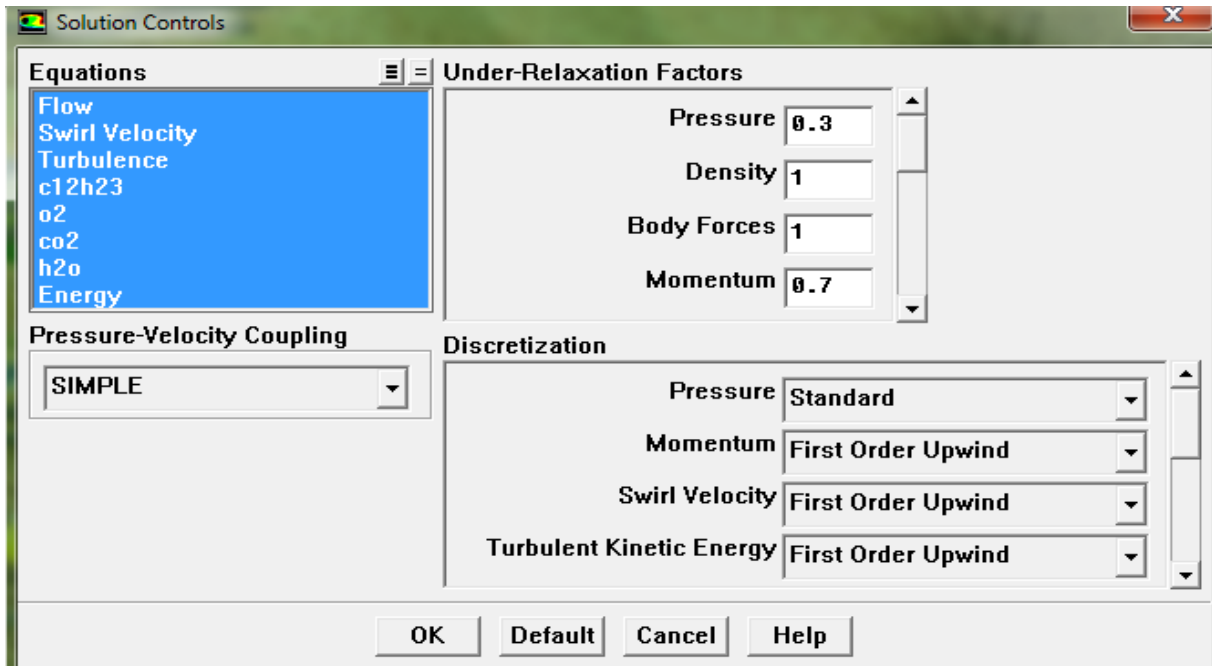 Solution Controls
Equations
Flow
Swirl Velocity
Turbulence
c12h23
o2
co2
h2o
Energy
Pressure-Velocity Coupling
SIMPLE
Under-Relaxation Factors
Pressure 0.3
Density 1
Body Forces 1
Momentum 0.7
Discretization
Pressure Standard
Momentum First Order Upwind
Swirl Velocity First Order Upwind
Turbulent Kinetic Energy First Order Upwind
OK Default Cancel Help